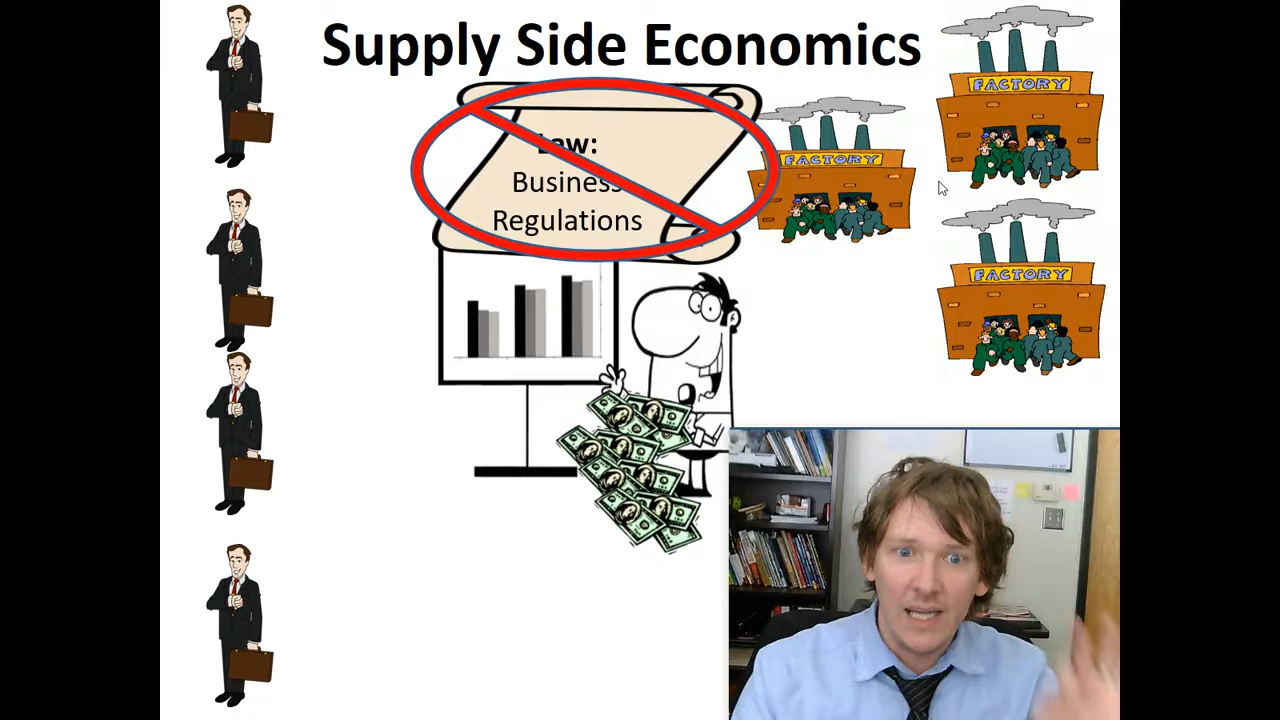 Supply Side Economics
Law:
Business
Regulations
FACTORY
FACTORY
FACTORY